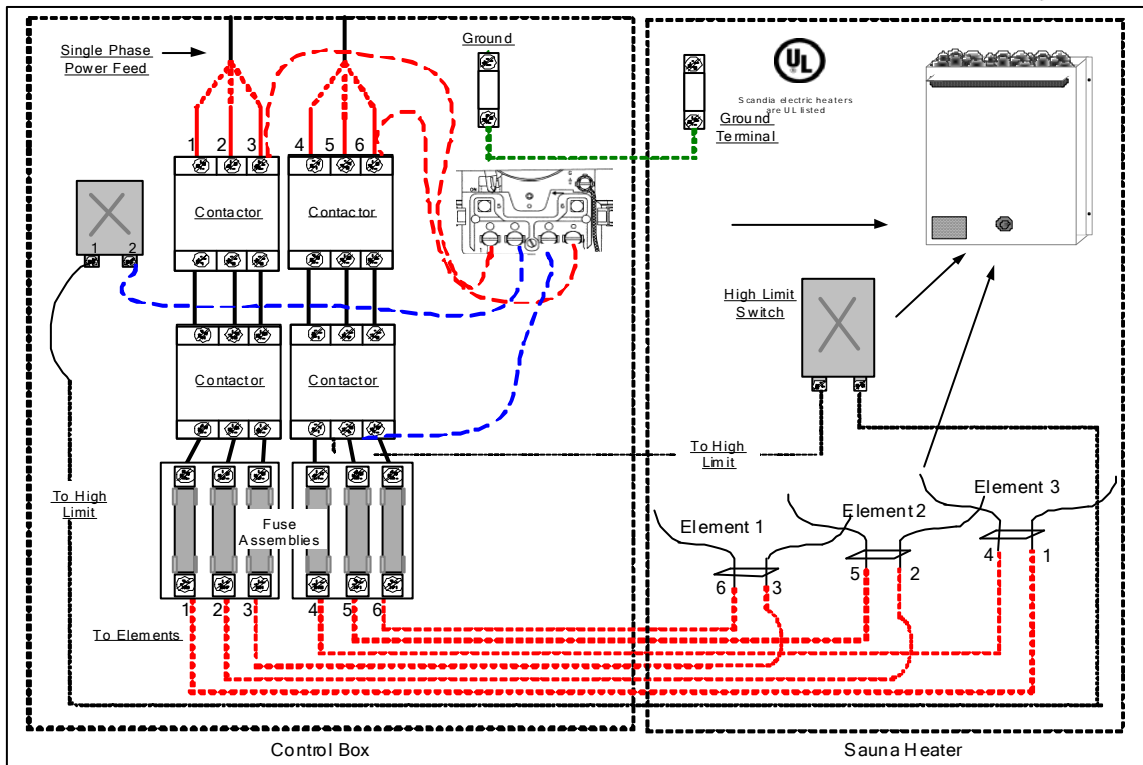 Single Phase
Power Feed
Ground
UL
®
Scandia electric heaters
are UL listed
Ground
Terminal
1 2 3 4 5 6
Contactor
Contactor
1 2
ON
High Limit
Switch
Contactor
Contactor
To High
Limit
To High
Limit
Fuse
Assemblies
Element 1
Element 2
Element 3
6 3
5 2
4 1
1 2 3 4 5 6
To Elements
Control Box
Sauna Heater